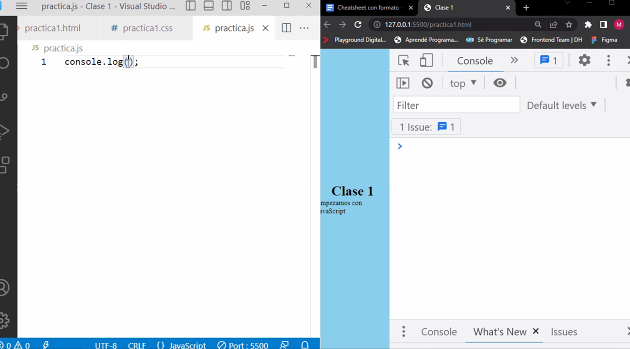 practica.js - Clase 1 - Visual Studio ...
practica1.html
# practica1.css
JS practica.js
JS practica.js
1 console.log();
0 0
UTF-8 CRLF {} JavaScript Port : 5500
Cheatsheet con formato
Clase 1
127.0.0.1:5500/practica1.html
M
Playground Digital...
Aprendé Programa...
Sé Programar
Frontend Team | DH
Figma
Clase 1
mpezamos con
avaScript
Console
1
top
Filter
Default levels
1 Issue: 1
Console What's New Issues